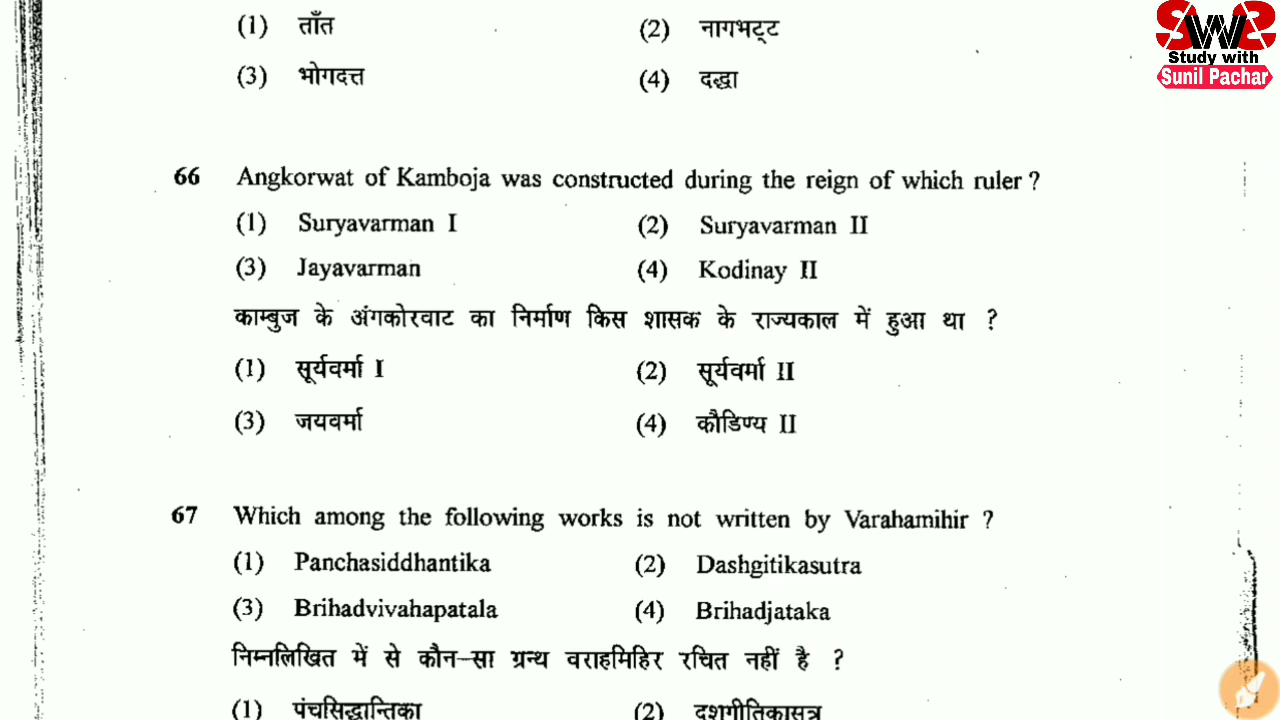 (1) ताँत (2) नागभट्ट
(3) भोगदत्त (4) दद्धा
SWS
Study with
Sunil Pachar
66 Angkorwat of Kamboja was constructed during the reign of which ruler ?
(1) Suryavarman I (2) Suryavarman II
(3) Jayavarman (4) Kodinay II
काम्बुज के अंगकोरवाट का निर्माण किस शासक के राज्यकाल में हुआ था ?
(1) सूर्यवर्मा I (2) सूर्यवर्मा II
(3) जयवर्मा (4) कौडिण्य II
67 Which among the following works is not written by Varahamihir ?
(1) Panchasiddhantika (2) Dashgitikasutra
(3) Brihadvivahapatala (4) Brihadjataka
निम्नलिखित में से कौन-सा ग्रन्थ वराहमिहिर रचित नहीं है ?
(1) पंचसिद्धान्तिका (2) दशगीतिकासूत्र